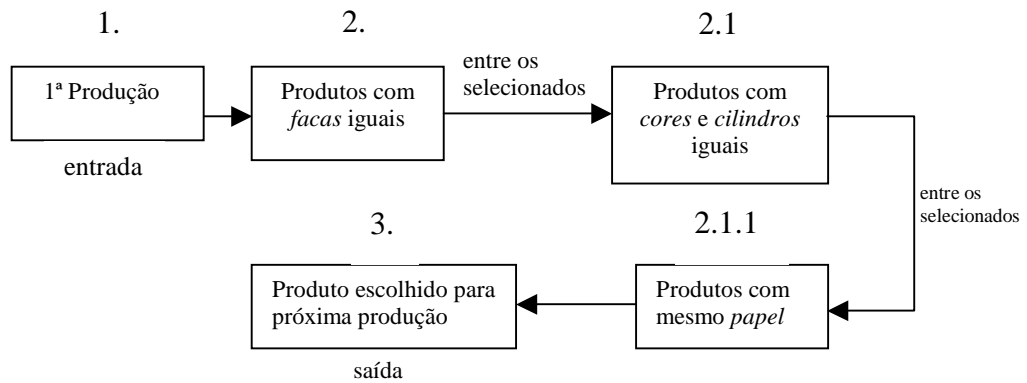 1.
1ª Produção
entrada
2.
Produtos com
facas iguais
entre os
selecionados
2.1
Produtos com
cores e cilindros
iguais
entre os
selecionados
2.1.1
Produtos com
mesmo papel
3.
Produto escolhido para
próxima produção
saída